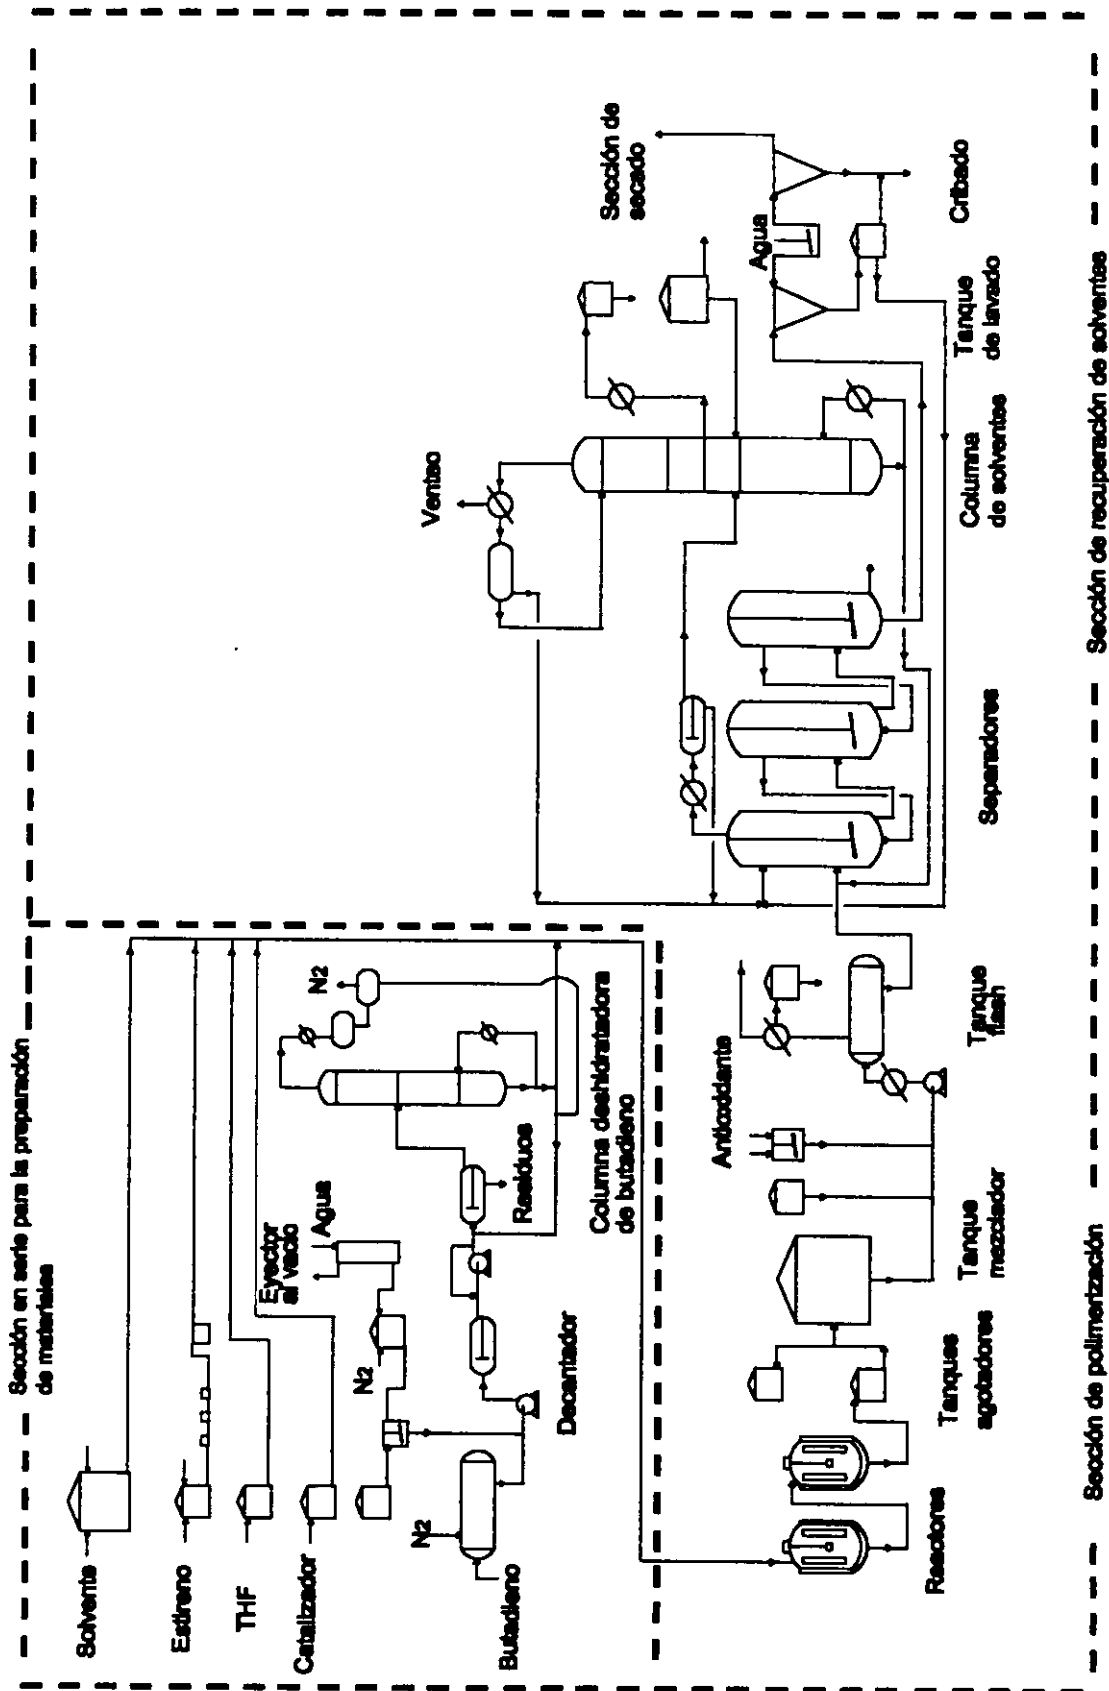 Sección en serie para la preparación
de materiales
Solvente
Estireno
THF
Catalizador
Butadieno
N2
N2
Eyector
al vacío
Agua
Decantador
Residuos
N2
Columna deshidratadora
de butadieno
Venteo
Sección de
secado
Agua
Reactores
Tanques
agotadores
Tanque
mezclador
Antioxidante
Tanque
flash
Separadores
Columna
de solventes
Tanque
de lavado
Cribado
Sección de polimerización
Sección de recuperación de solventes